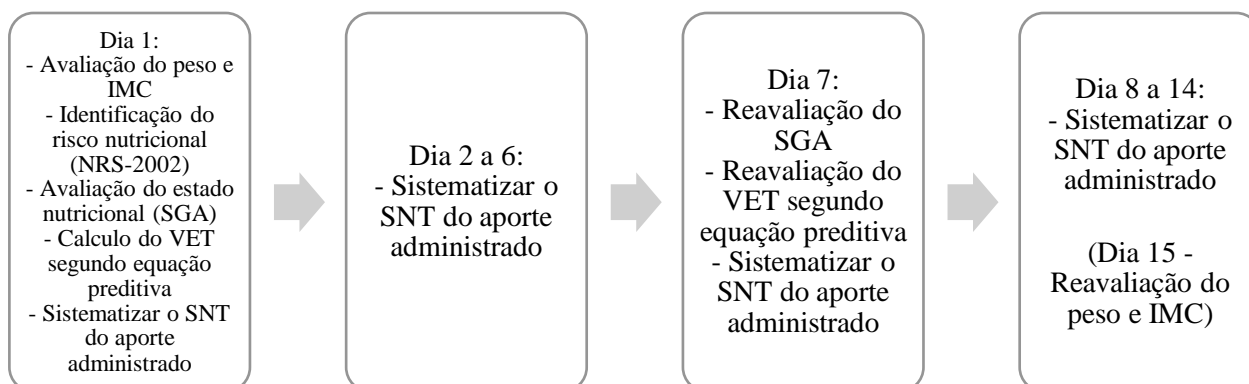 Dia 1:
- Avaliação do peso e
IMC
- Identificação do
risco nutricional
(NRS-2002)
- Avaliação do estado
nutricional (SGA)
- Calculo do VET
segundo equação
preditiva
- Sistematizar o SNT
do aporte
administrado
Dia 2 a 6:
- Sistematizar o
SNT do aporte
administrado
Dia 7:
- Reavaliação do
SGA
- Reavaliação do
VET segundo
equação preditiva
- Sistematizar o
SNT do aporte
administrado
Dia 8 a 14:
- Sistematizar o
SNT do aporte
administrado
(Dia 15 -
Reavaliação do
peso e IMC)